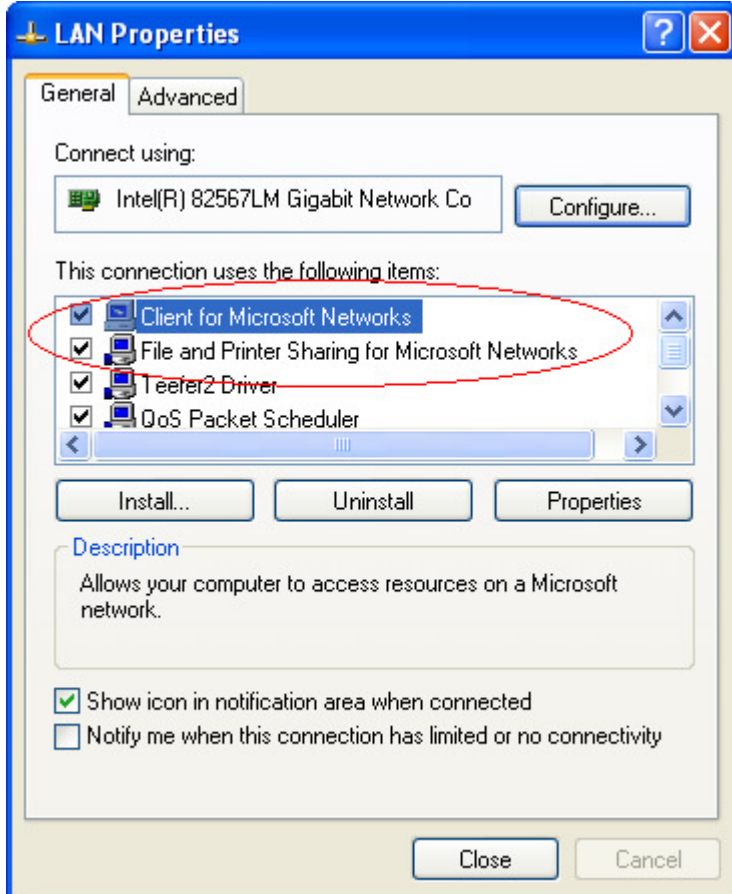 LAN Properties
General
Advanced
Connect using:
Intel(R) 82567LM Gigabit Network Co
Configure...
This connection uses the following items:
Client for Microsoft Networks
File and Printer Sharing for Microsoft Networks
Teefer2 Driver
QoS Packet Scheduler
Install...
Uninstall
Properties
Description
Allows your computer to access resources on a Microsoft
network.
Show icon in notification area when connected
Notify me when this connection has limited or no connectivity
Close
Cancel